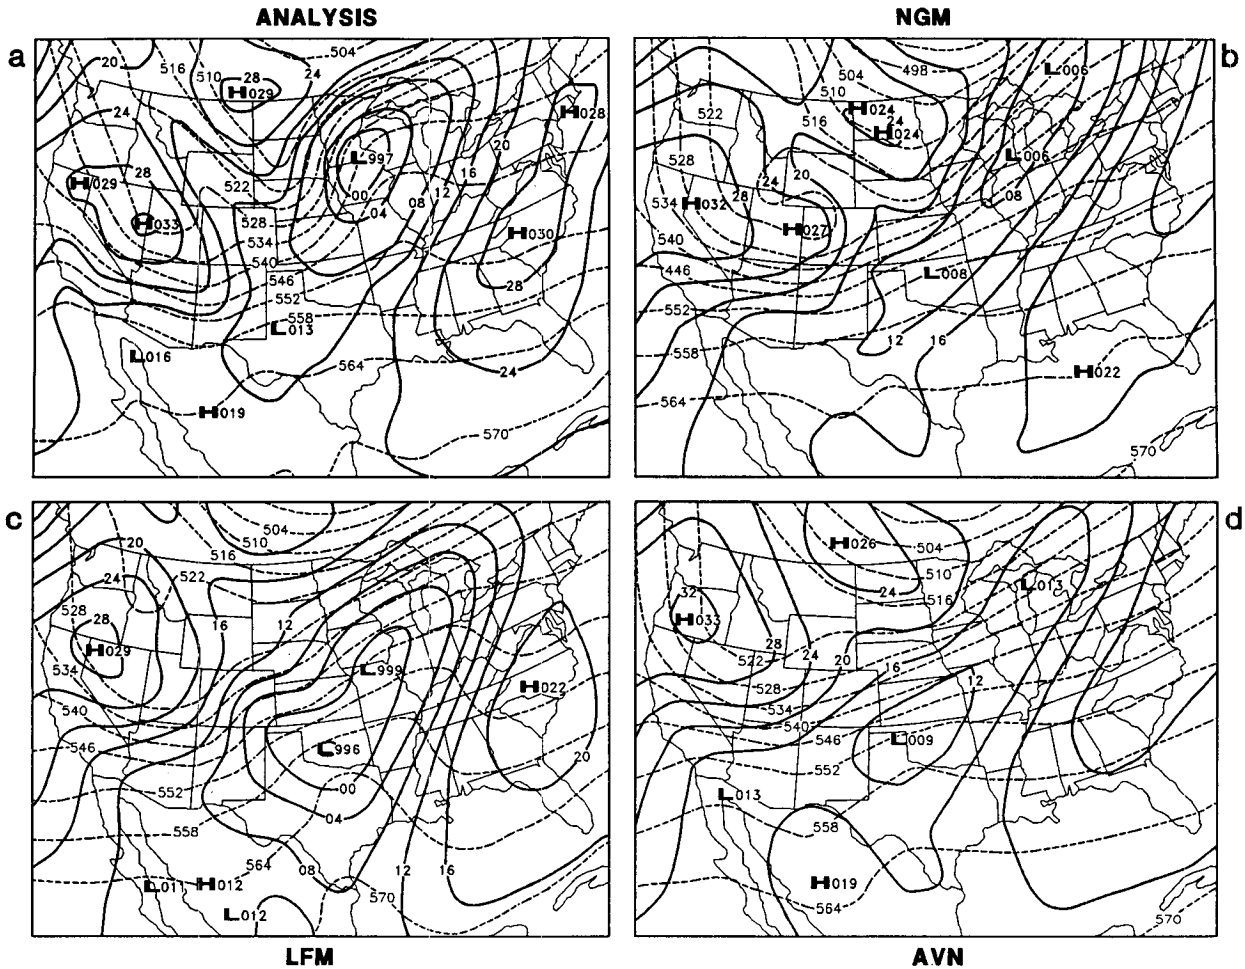 ANALYSIS
NGM
a
20
516
510
504
28
H029
24
24
H028
20
L997
16
28
H029
522
12
08
00
04
H033
528
534
H030
540
546
28
552
558
L013
L016
564
24
H019
570
b
L006
504
498
510
H024
24
H024
522
516
528
L006
24
20
28
08
534
H032
H027
540
446
L008
552
12
16
558
H022
564
570
c
504
510
20
516
522
24
528
12
16
28
H029
534
L999
H022
540
546
L996
20
552
00
04
558
564
08
12
16
L011
H012
570
L012
d
H026
504
510
L013
32
24
516
H033
28
24
20
16
522
12
528
534
540
546
L009
552
L013
558
H019
564
570
LFM
AVN